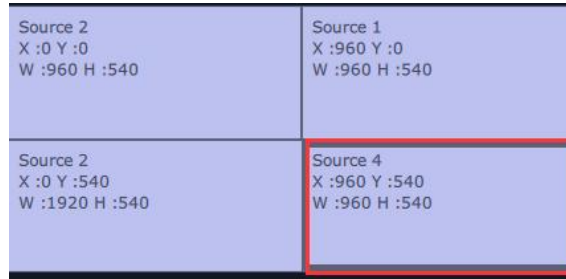 Source 2
X :0 Y :0
W :960 H :540
Source 1
X :960 Y :0
W :960 H :540
Source 2
X :0 Y :540
W :1920 H :540
Source 4
X :960 Y :540
W :960 H :540